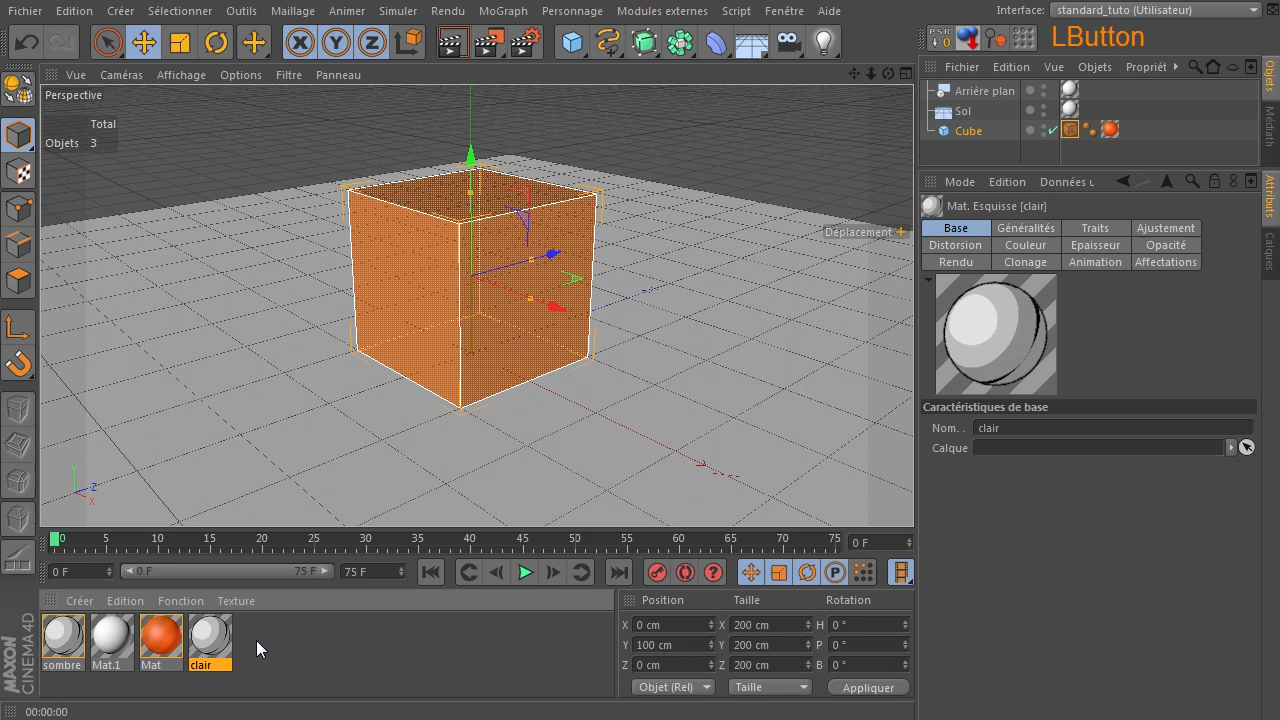 Fichier Edition Créer Sélectionner Outils Maillage Animer Simuler Rendu MoGraph Personnage Modules externes Script Fenêtre Aide
Interface: standard_tuto (Utilisateur)
PSR
LButton
Vue Caméras Affichage Options Filtre Panneau
Fichier Edition Vue Objets Propriét
Perspective
Total
Objets 3
Arrière plan
Sol
Cube
Objets
Médiath
Déplacement
Mode Edition Données u
Mat. Esquisse [clair]
Base Généralités Traits Ajustement
Distorsion Couleur Epaisseur Opacité
Rendu Clonage Animation Affectations
Attributs
Calques
Caractéristiques de base
Nom. . clair
Calque
Y
Z
X
0 5 10 15 20 25 30 35 40 45 50 55 60 65 70 75 0 F
0 F 0 F 75 F 75 F
Créer Edition Fonction Texture
sombre Mat.1 Mat clair
Position Taille Rotation
X 0 cm X 200 cm H 0 °
Y 100 cm Y 200 cm P 0 °
Z 0 cm Z 200 cm B 0 °
Objet (Rel) Taille Appliquer
MAXON CINEMA 4D
00:00:00